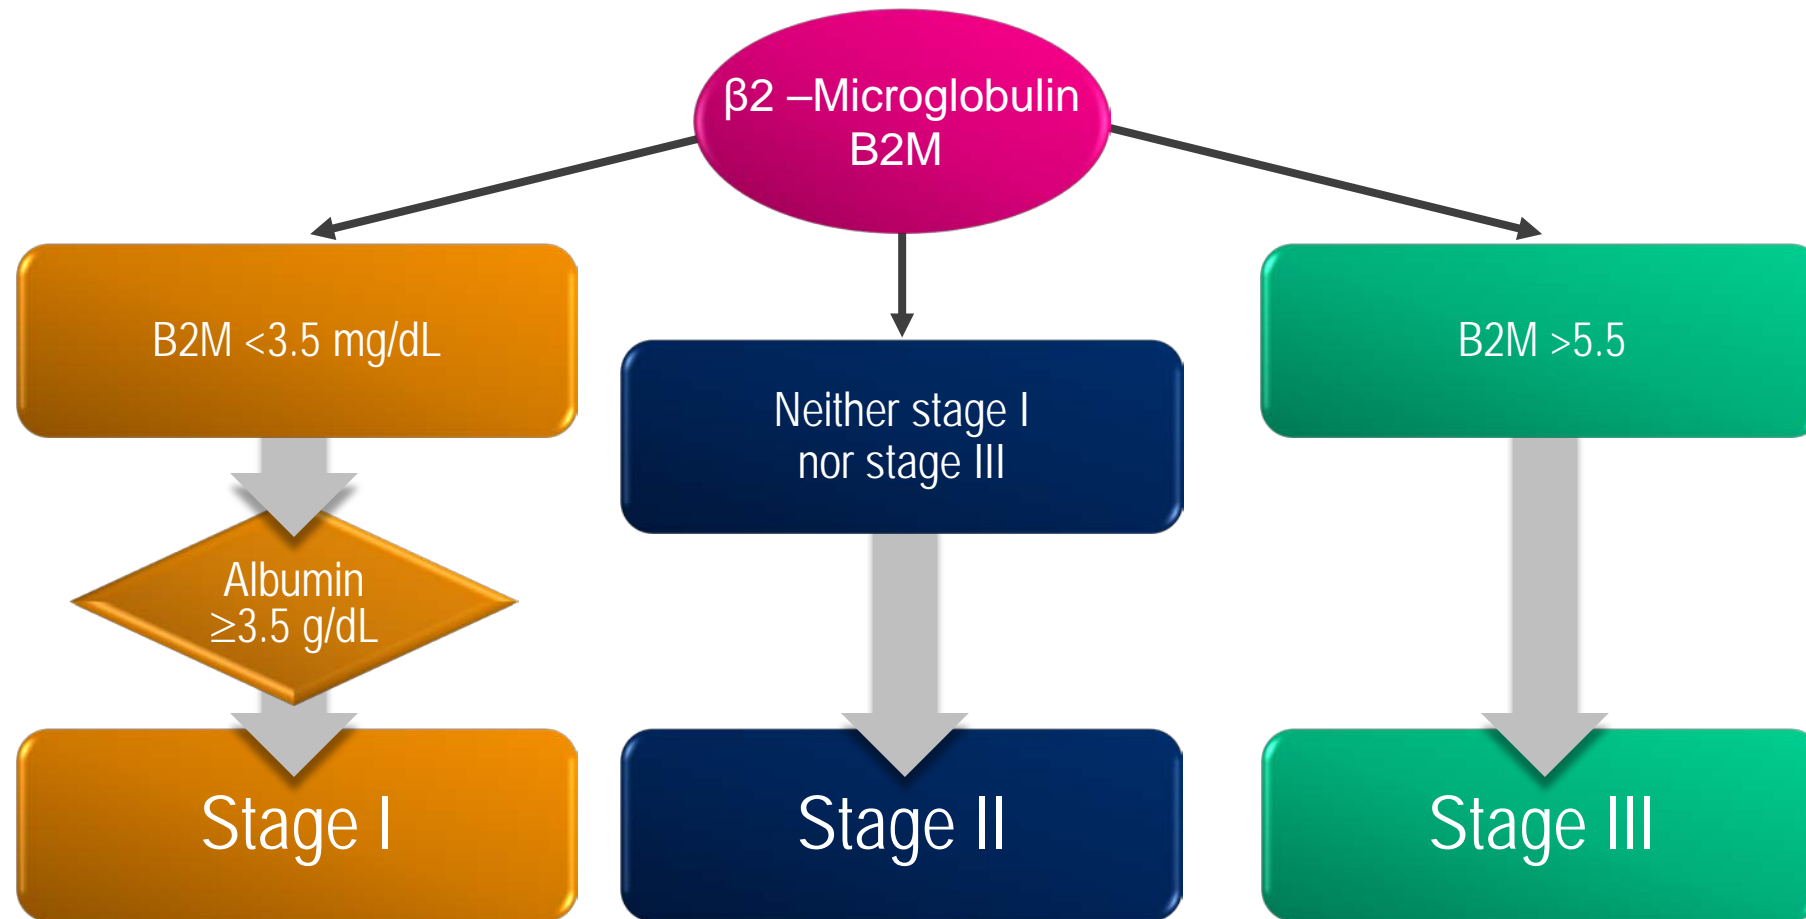 β2 –Microglobulin
B2M
B2M <3.5 mg/dL
Neither stage I
nor stage III
B2M >5.5
Albumin
≥3.5 g/dL
Stage I
Stage II
Stage III